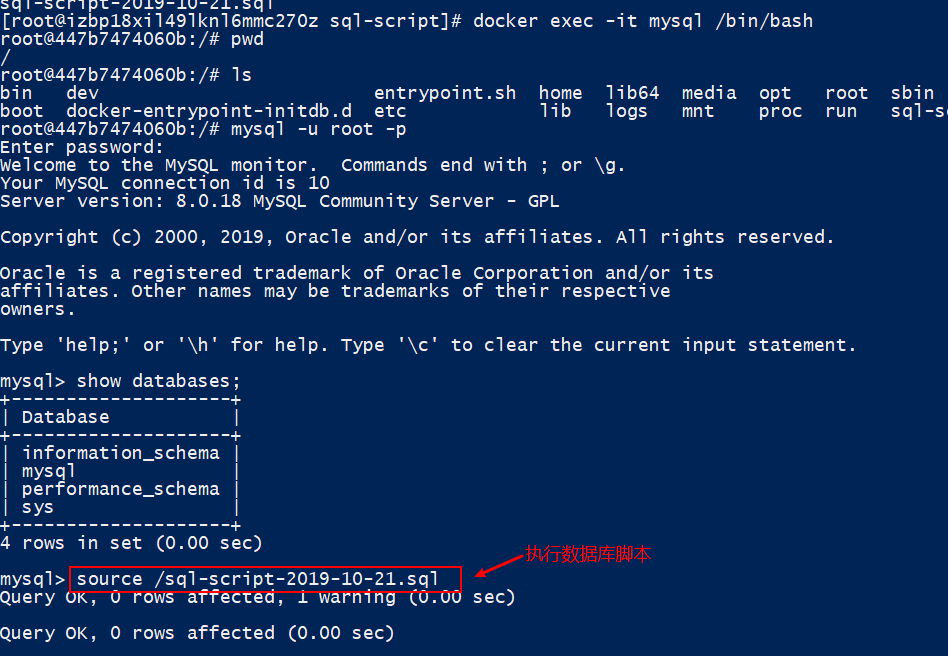 sql-script-2019-10-21.sql
[root@izbp18xil49lknl6mmc270z sql-script]# docker exec -it mysql /bin/bash
root@447b7474060b:/# pwd
/
root@447b7474060b:/# ls
bin dev entrypoint.sh home lib64 media opt root sbin
boot docker-entrypoint-initdb.d etc lib logs mnt proc run sql-s
root@447b7474060b:/# mysql -u root -p
Enter password:
Welcome to the MySQL monitor. Commands end with ; or \g.
Your MySQL connection id is 10
Server version: 8.0.18 MySQL Community Server - GPL
Copyright (c) 2000, 2019, Oracle and/or its affiliates. All rights reserved.
Oracle is a registered trademark of Oracle Corporation and/or its
affiliates. Other names may be trademarks of their respective
owners.
Type 'help;' or '\h' for help. Type '\c' to clear the current input statement.
mysql> show databases;
+--------------------+
| Database |
+--------------------+
| information_schema |
| mysql |
| performance_schema |
| sys |
+--------------------+
4 rows in set (0.00 sec)
执行数据库脚本
mysql> source /sql-script-2019-10-21.sql
Query OK, 0 rows affected, 1 warning (0.00 sec)
Query OK, 0 rows affected (0.00 sec)